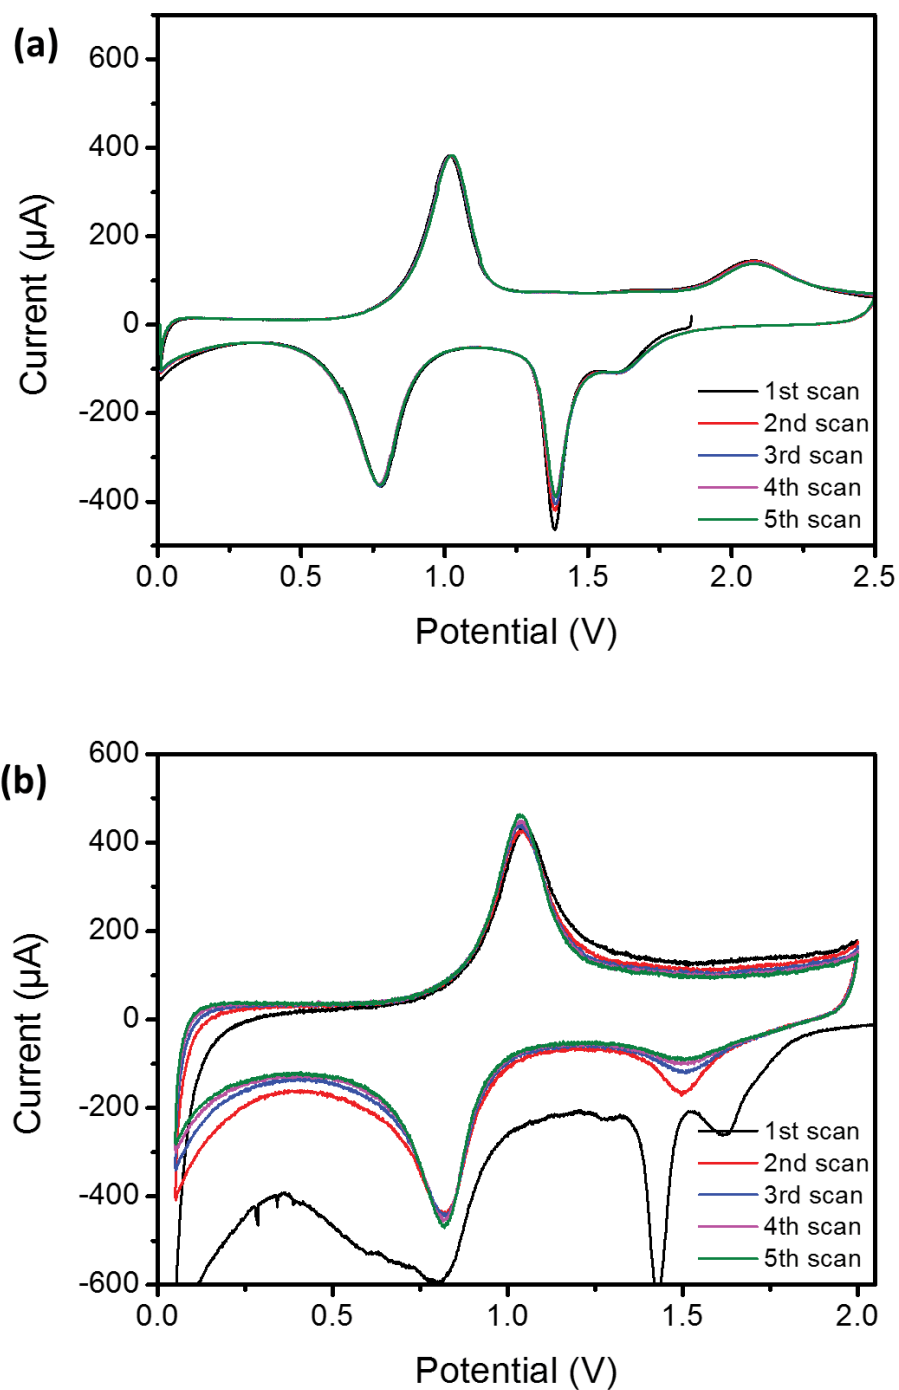 (a)
600
400
200
0
-200
-400
Current (µA)
1st scan
2nd scan
3rd scan
4th scan
5th scan
0.0 0.5 1.0 1.5 2.0 2.5
Potential (V)
(b)
600
400
200
0
-200
-400
-600
Current (µA)
1st scan
2nd scan
3rd scan
4th scan
5th scan
0.0 0.5 1.0 1.5 2.0
Potential (V)